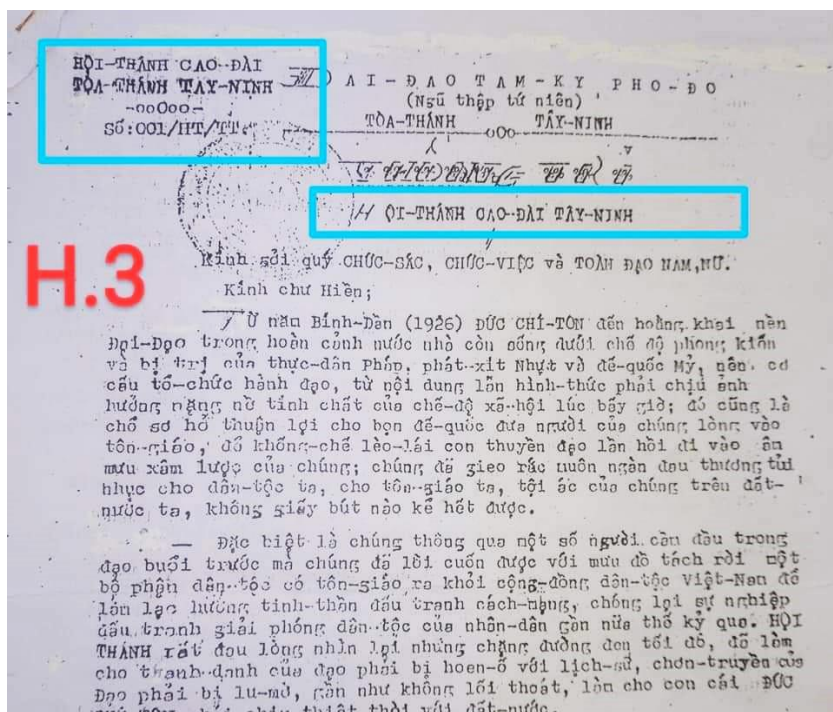 HỘI-THÁNH CAO-ĐÀI
TÒA-THÁNH TÂY-NINH
-ooOoo-
Số:001/HT/TT.
ĐẠI-ĐẠO TAM-KỲ PHO-ĐO
(Ngũ thập tứ niên)
TÒA-THÁNH TÂY-NINH
oOo
HỘI-THÁNH CAO-ĐÀI TÂY-NINH
H.3
Kính gởi quý CHỨC-SẮC, CHỨC-VIỆC và TOÀN ĐẠO NAM,NỮ.
Kính chư Hiền;
TỪ năm Bính-Dần (1926) ĐỨC CHÍ-TÔN đến hoằng khai nền
Đại-Đạo trong hoàn cảnh nước nhà còn sống dưới chế độ phong kiến
và bị trị của thực-dân Pháp, phát-xít Nhựt và đế-quốc Mỹ, nên cơ
cấu tổ-chức hành đạo, từ nội dung lẫn hình-thức phải chịu ảnh
hưởng nặng nề tính chất của chế-độ xã-hội lúc bấy giờ; đó cũng là
chỗ sơ hở thuận lợi cho bọn đế-quốc đưa người của chúng lòng vào
tôn-giáo, để khống-chế lèo-lái con thuyền đạo lần hồi đi vào âm
mưu xâm lược của chúng; chúng đã gieo rắc muôn ngàn đau thương tủi
nhục cho dân-tộc ta, cho tôn-giáo ta, tội ác của chúng trên đất-
nước ta, không giấy bút nào kể hết được.
— Đặc biệt là chúng thông qua một số người cầm đầu trong
đạo buổi trước mà chúng đã lôi cuốn được với mưu đồ tách rời một
bộ phận dân-tộc có tôn-giáo ra khỏi cộng-đồng dân-tộc Việt-Nam để
lôn lạc hướng tinh-thần đấu tranh cách-mạng, chống lại sự nghiệp
đấu tranh giải phóng dân-tộc của nhân-dân gần nửa thế kỷ qua. HỘI
THÁNH rất đau lòng nhìn lại những chặng đường đen tối đó, đã làm
cho thanh-danh của đạo phải bị hoen-ố với lịch-sử, chơn-truyền của
Đạo phải bị lu-mờ, gần như không lối thoát, làm cho con cái ĐỨC
thiệt thòi với đất-nước.